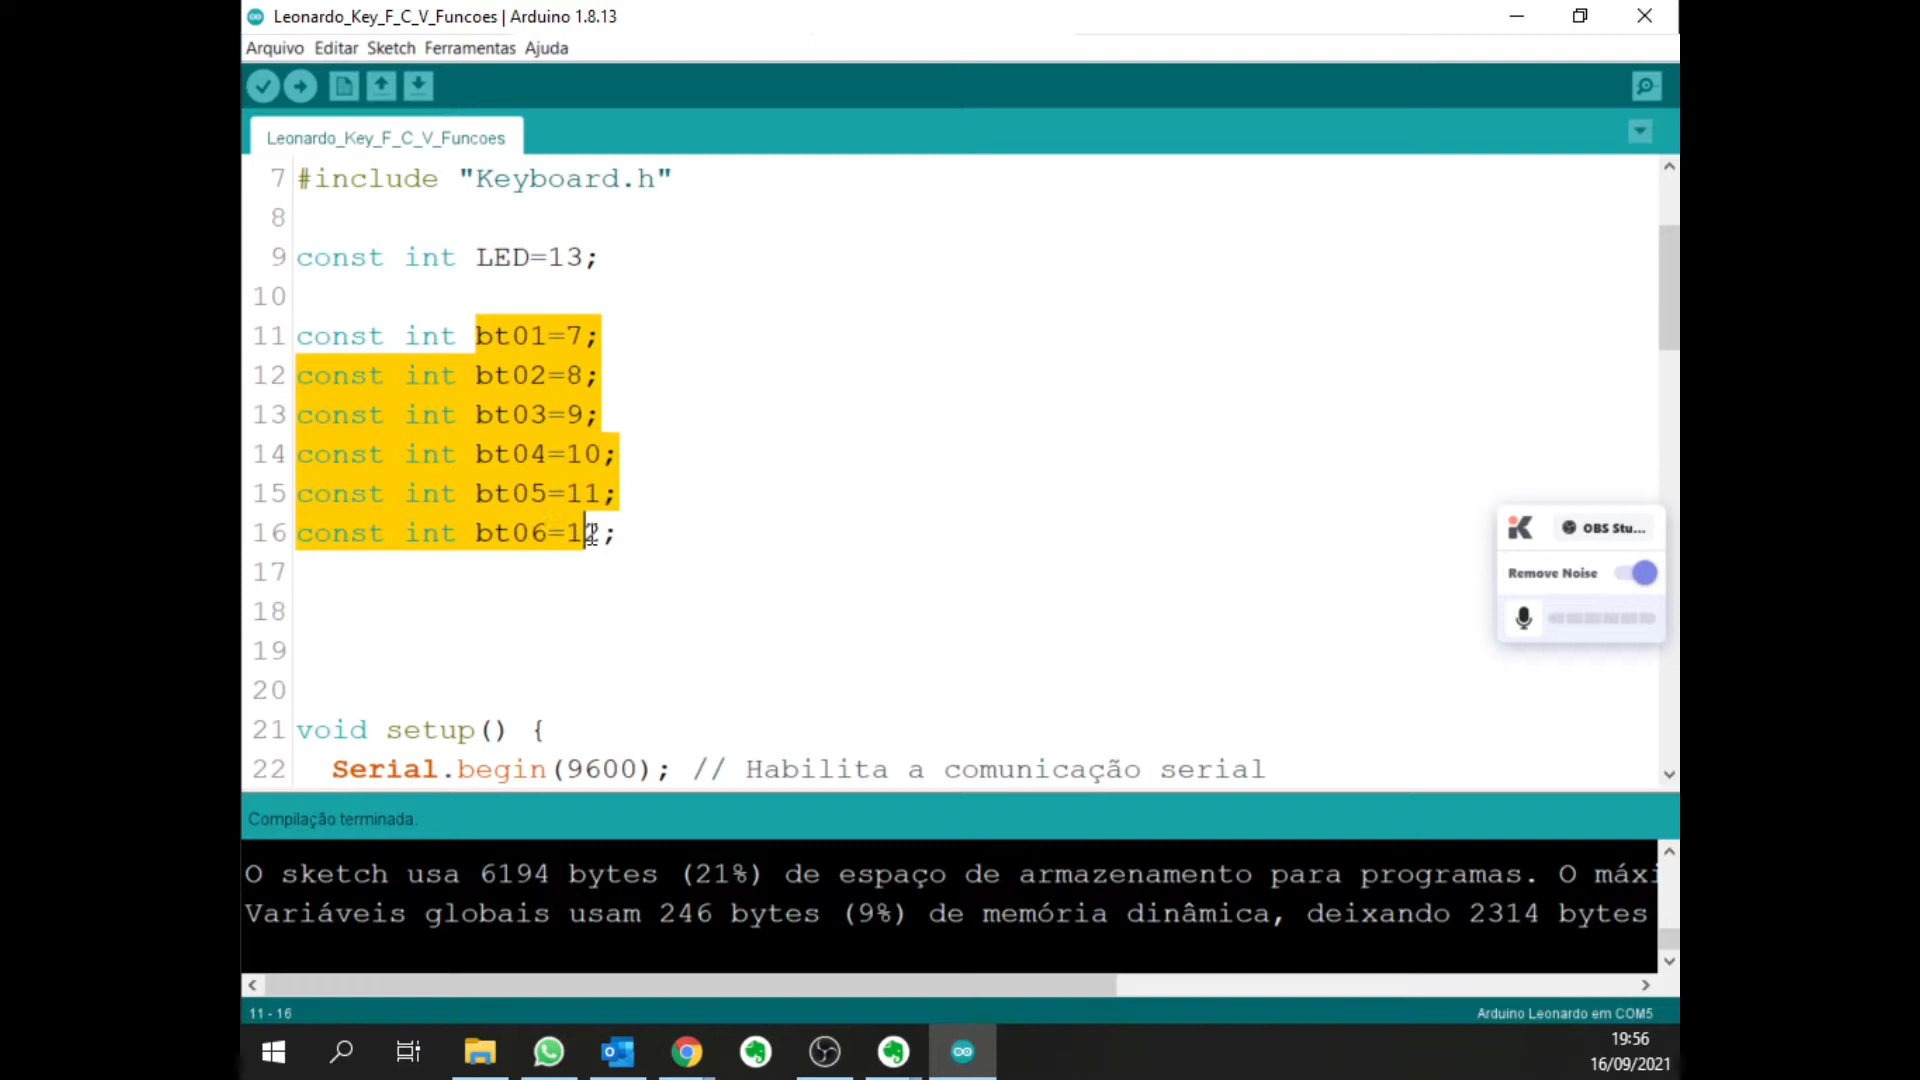 Leonardo_Key_F_C_V_Funcoes | Arduino 1.8.13
Arquivo Editar Sketch Ferramentas Ajuda
Leonardo_Key_F_C_V_Funcoes
7 #include "Keyboard.h"
8
9 const int LED=13;
10
11 const int bt01=7;
12 const int bt02=8;
13 const int bt03=9;
14 const int bt04=10;
15 const int bt05=11;
16 const int bt06=12;
17
18
19
20
21 void setup() {
22 Serial.begin(9600); // Habilita a comunicação serial
OBS Stu...
Remove Noise
Compilação terminada.
O sketch usa 6194 bytes (21%) de espaço de armazenamento para programas. O máxi
Variáveis globais usam 246 bytes (9%) de memória dinâmica, deixando 2314 bytes
11 - 16
Arduino Leonardo em COM5
19:56
16/09/2021